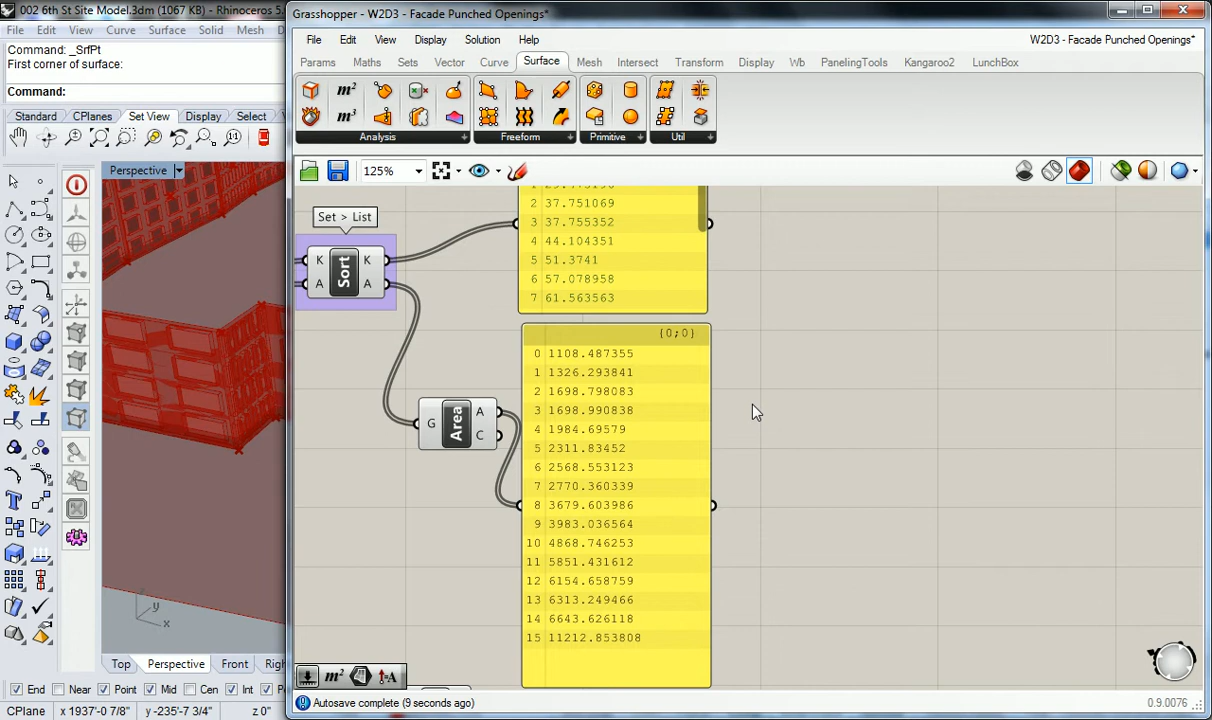 002 6th St Site Model.3dm (1067 KB) - Rhinoceros 5.
File Edit View Curve Surface Solid Mesh
Command: _SrfPt
First corner of surface:
Command:
Standard CPlanes Set View Display Select
Perspective
y
x
Top Perspective Front
End Near Point Mid Cen Int
CPlane x 1937'-0 7/8" y -235'-7 3/4" z 0"
Grasshopper - W2D3 - Facade Punched Openings*
File Edit View Display Solution Help
W2D3 - Facade Punched Openings*
Params Maths Sets Vector Curve Surface Mesh Intersect Transform Display Wb PanelingTools Kangaroo2 LunchBox
m²
m³
Analysis Freeform Primitive Util
125%
Set > List
K Sort K
A A
2 37.751069
3 37.755352
4 44.104351
5 51.3741
6 57.078958
7 61.563563
G Area A
C
{0;0}
0 1108.487355
1 1326.293841
2 1698.798083
3 1698.990838
4 1984.69579
5 2311.83452
6 2568.553123
7 2770.360339
8 3679.603986
9 3983.036564
10 4868.746253
11 5851.431612
12 6154.658759
13 6313.249466
14 6643.626118
15 11212.853808
m²
A
Autosave complete (9 seconds ago)
0.9.0076